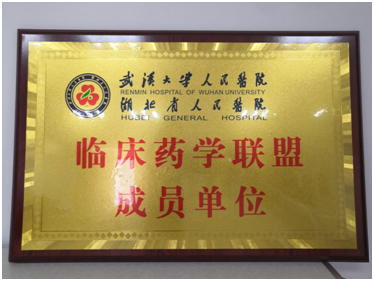 武汉大学人民医院
RENMIN HOSPITAL OF WUHAN UNIVERSITY
湖北省人民医院
HUBEI GENERAL HOSPITAL
临床药学联盟
成员单位